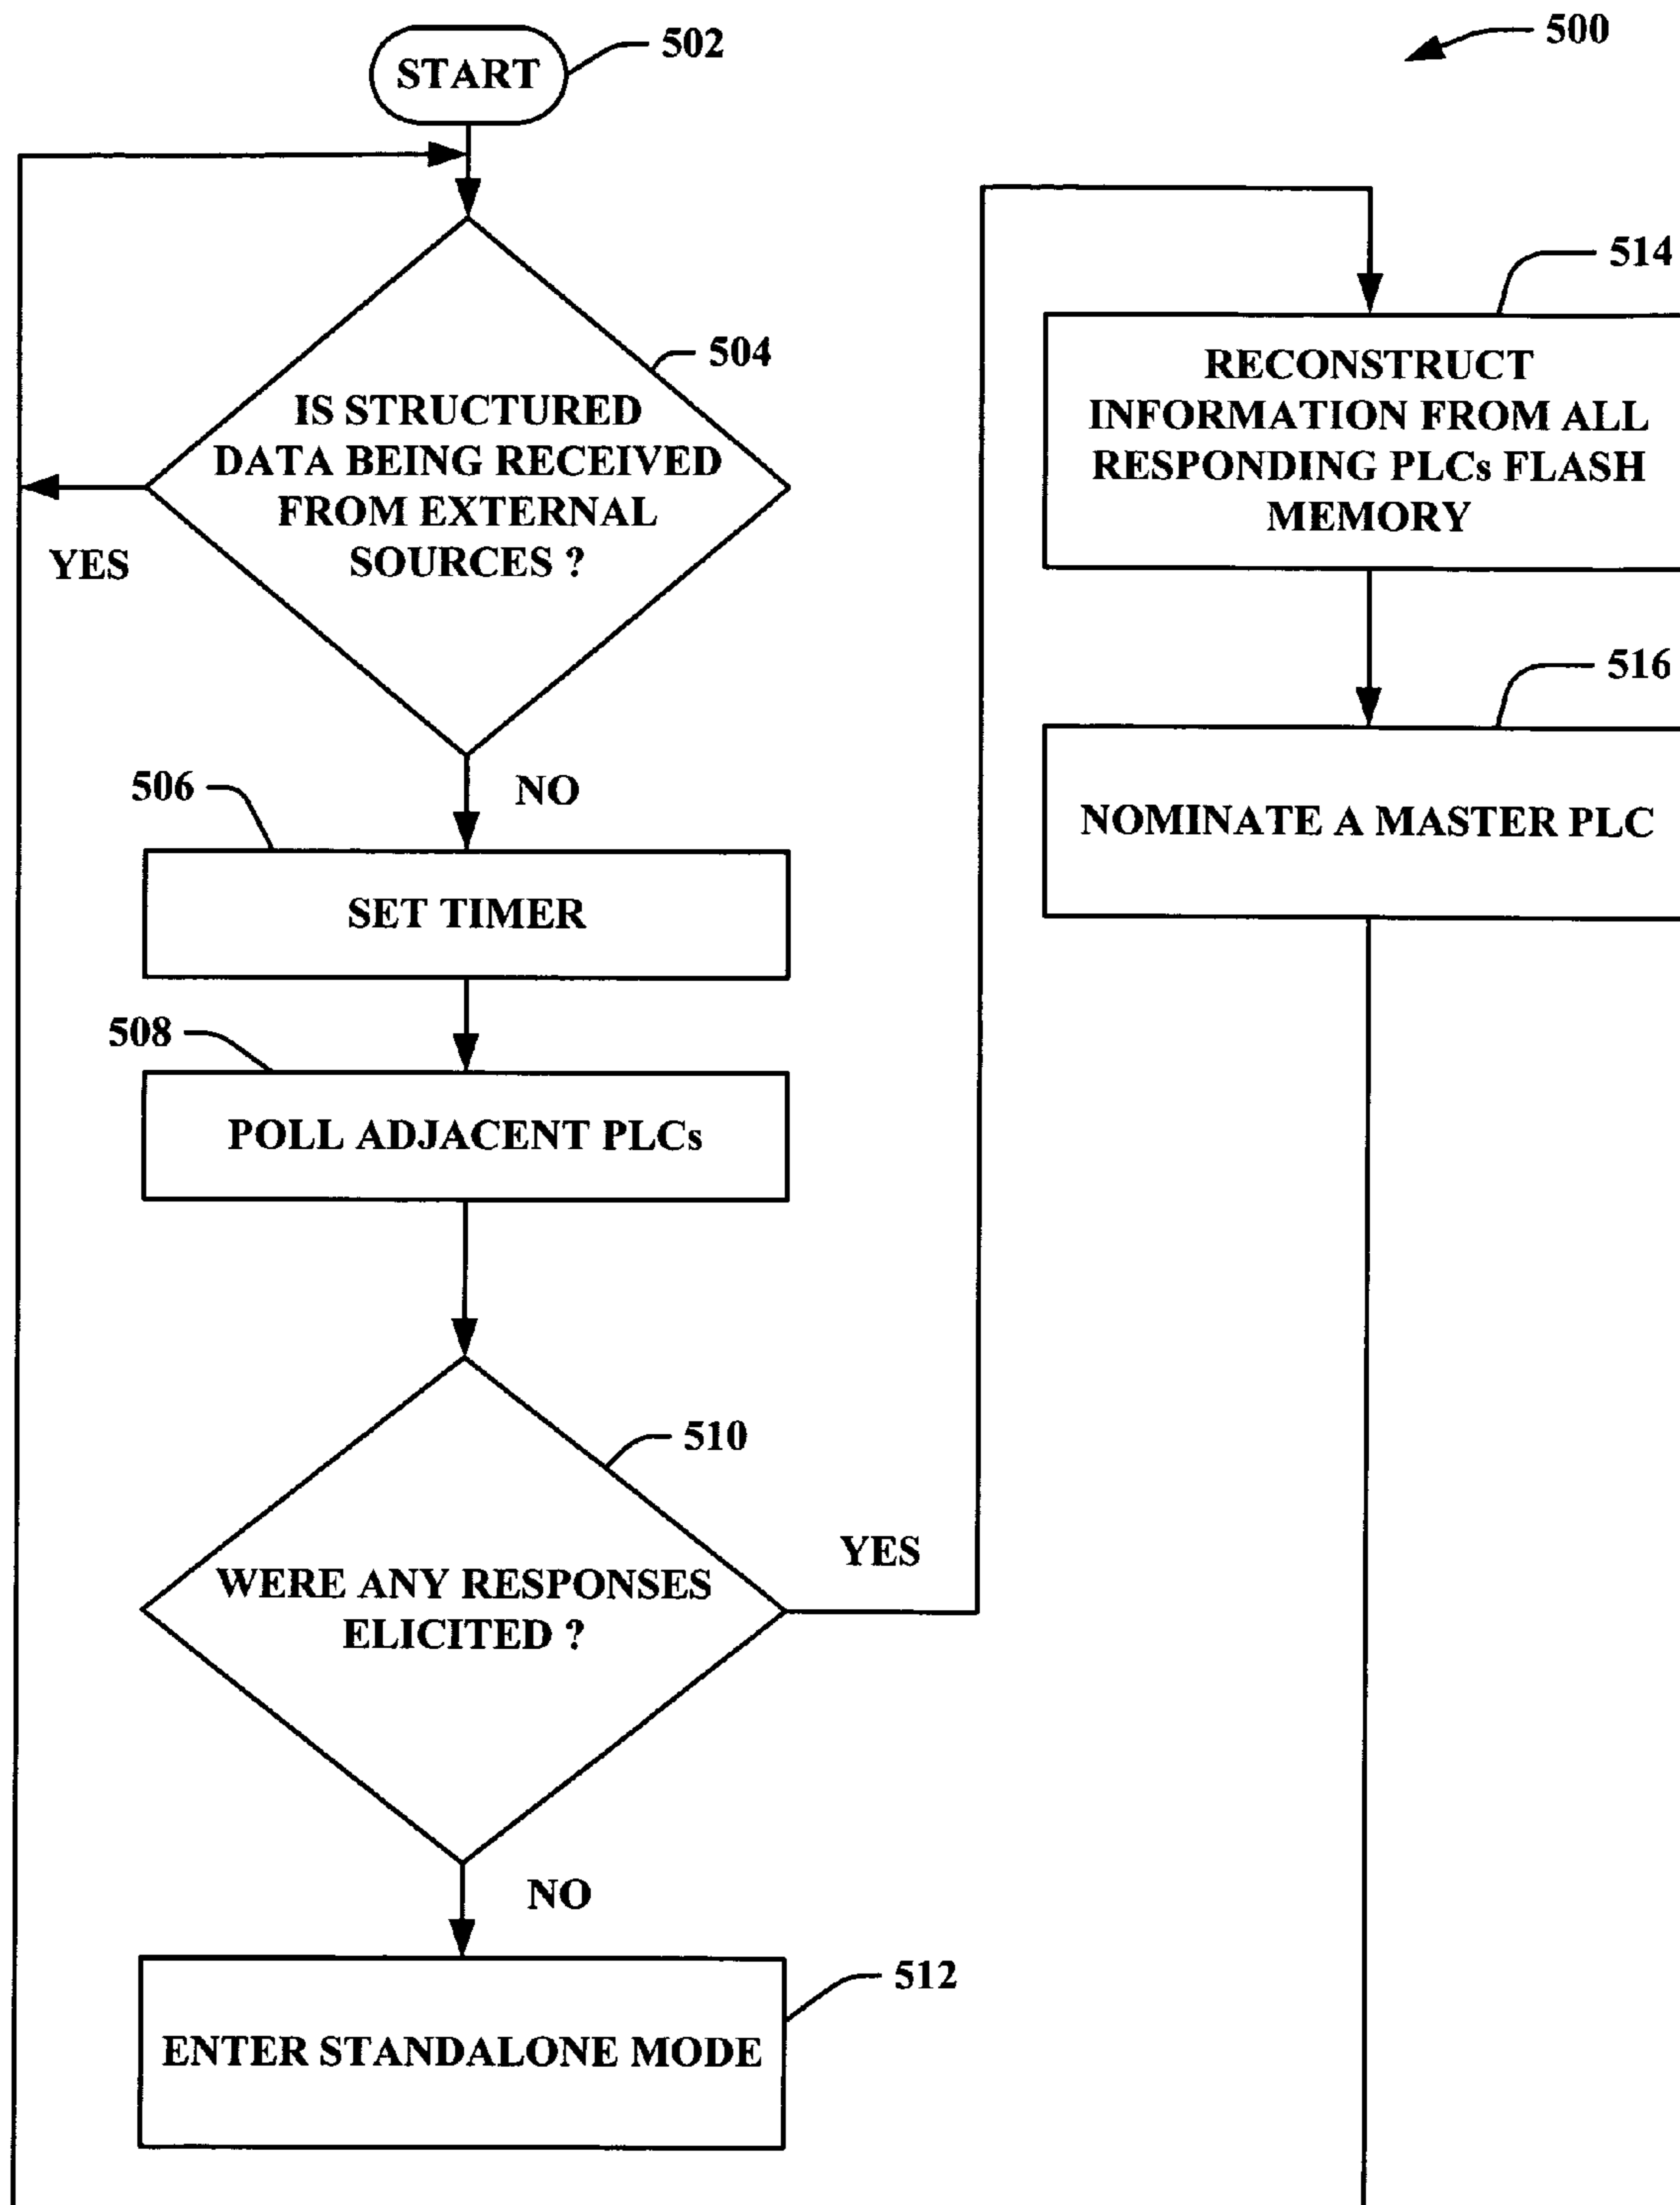 START
502
500
504
IS STRUCTURED
DATA BEING RECEIVED
FROM EXTERNAL
SOURCES ?
YES
NO
506
SET TIMER
508
POLL ADJACENT PLCs
510
WERE ANY RESPONSES
ELICITED ?
YES
NO
512
ENTER STANDALONE MODE
514
RECONSTRUCT
INFORMATION FROM ALL
RESPONDING PLCs FLASH
MEMORY
516
NOMINATE A MASTER PLC